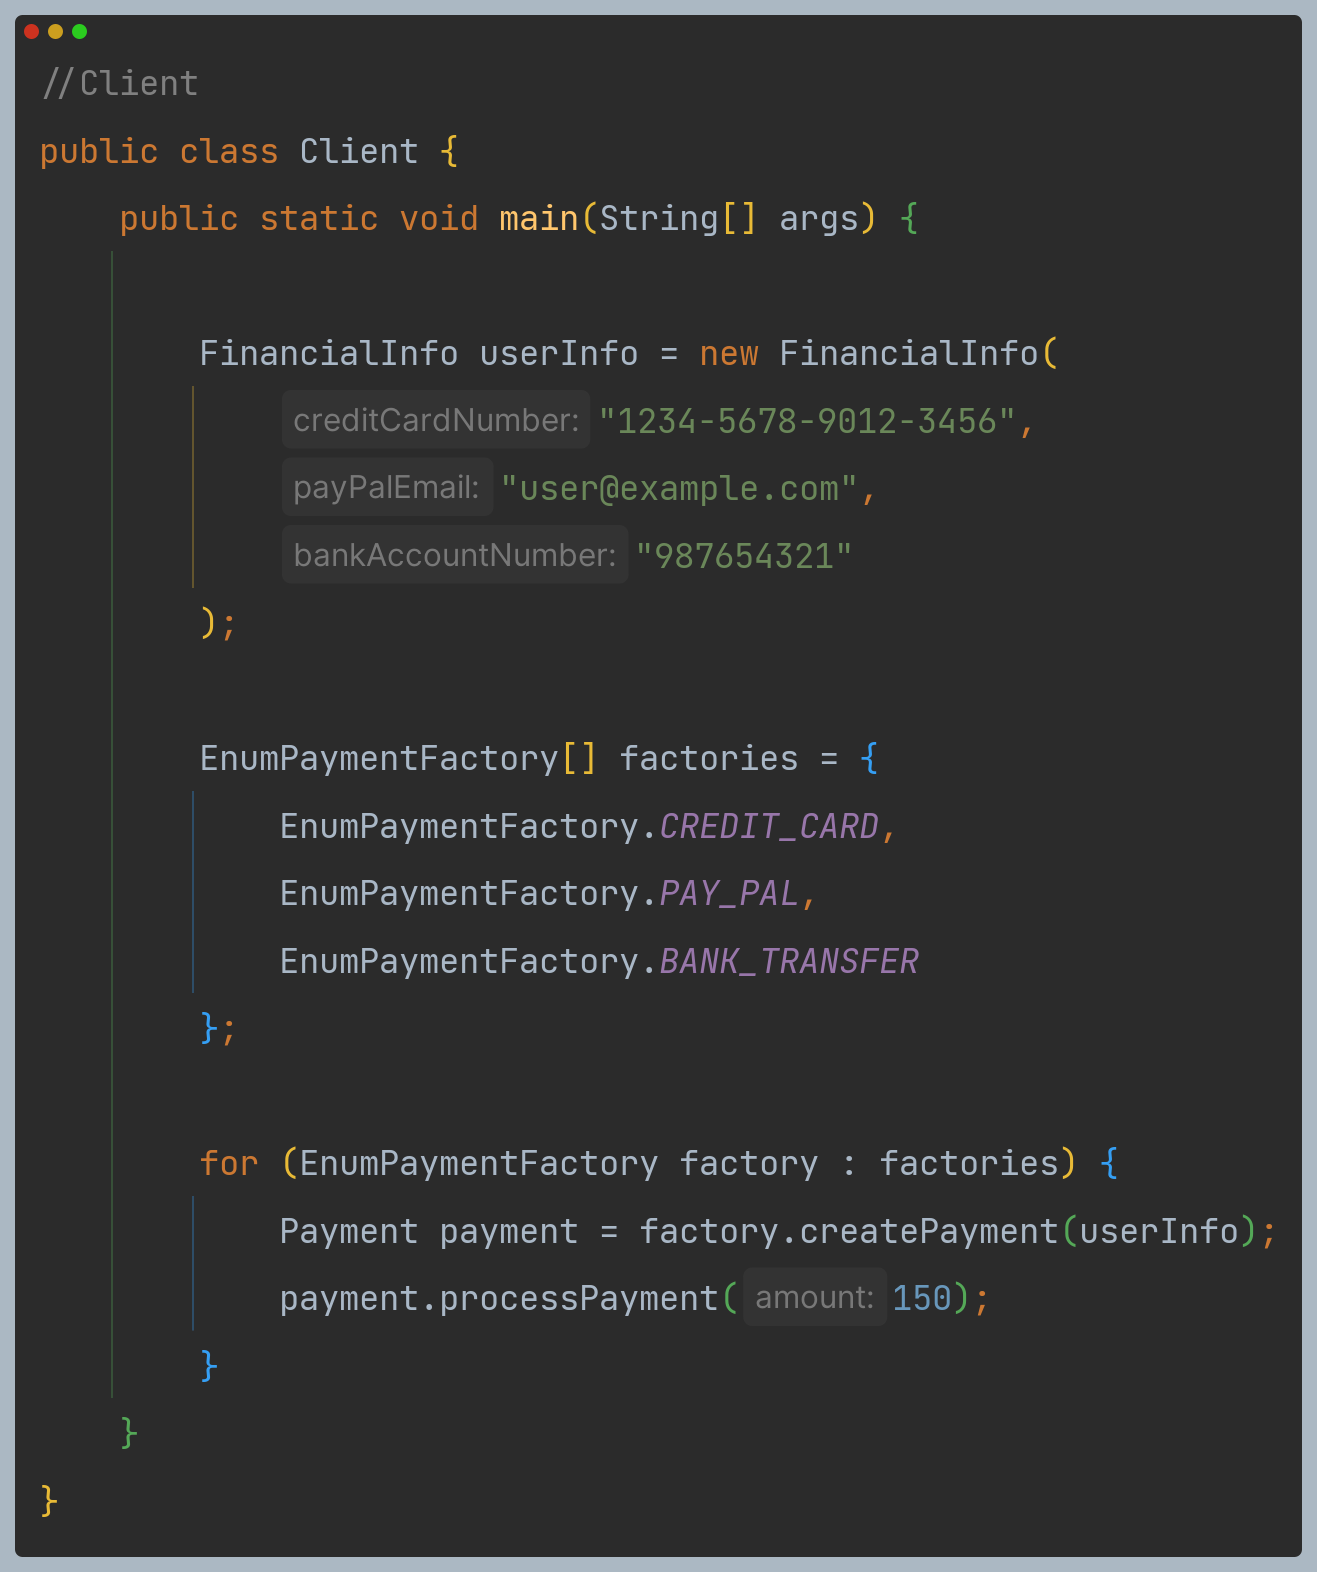 //Client
public class Client {
public static void main(String[] args) {
FinancialInfo userInfo = new FinancialInfo(
creditCardNumber: "1234-5678-9012-3456",
payPalEmail: "user@example.com",
bankAccountNumber: "987654321"
);
EnumPaymentFactory[] factories = {
EnumPaymentFactory.CREDIT_CARD,
EnumPaymentFactory.PAY_PAL,
EnumPaymentFactory.BANK_TRANSFER
};
for (EnumPaymentFactory factory : factories) {
Payment payment = factory.createPayment(userInfo);
payment.processPayment( amount: 150);
}
}
}